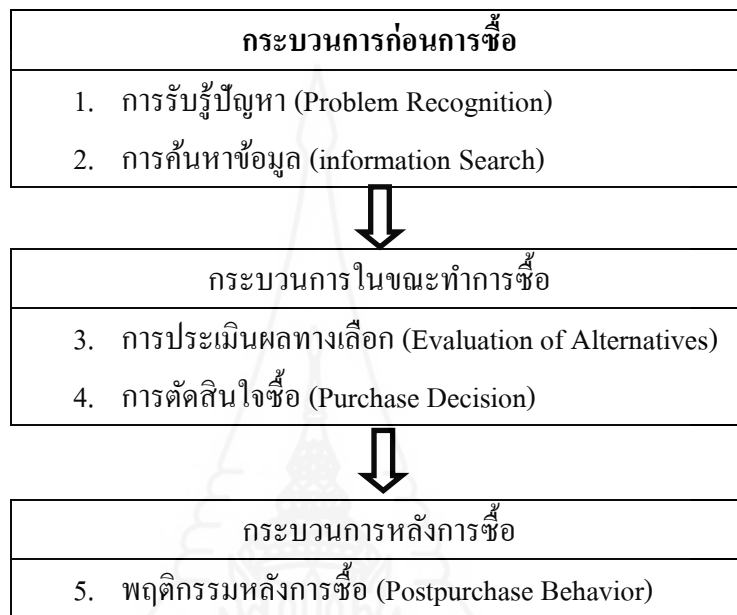 กระบวนการก่อนการซื้อ
1. การรับรู้ปัญหา (Problem Recognition)
2. การค้นหาข้อมูล (information Search)
กระบวนการในขณะทำการซื้อ
3. การประเมินผลทางเลือก (Evaluation of Alternatives)
4. การตัดสินใจซื้อ (Purchase Decision)
กระบวนการหลังการซื้อ
5. พฤติกรรมหลังการซื้อ (Postpurchase Behavior)